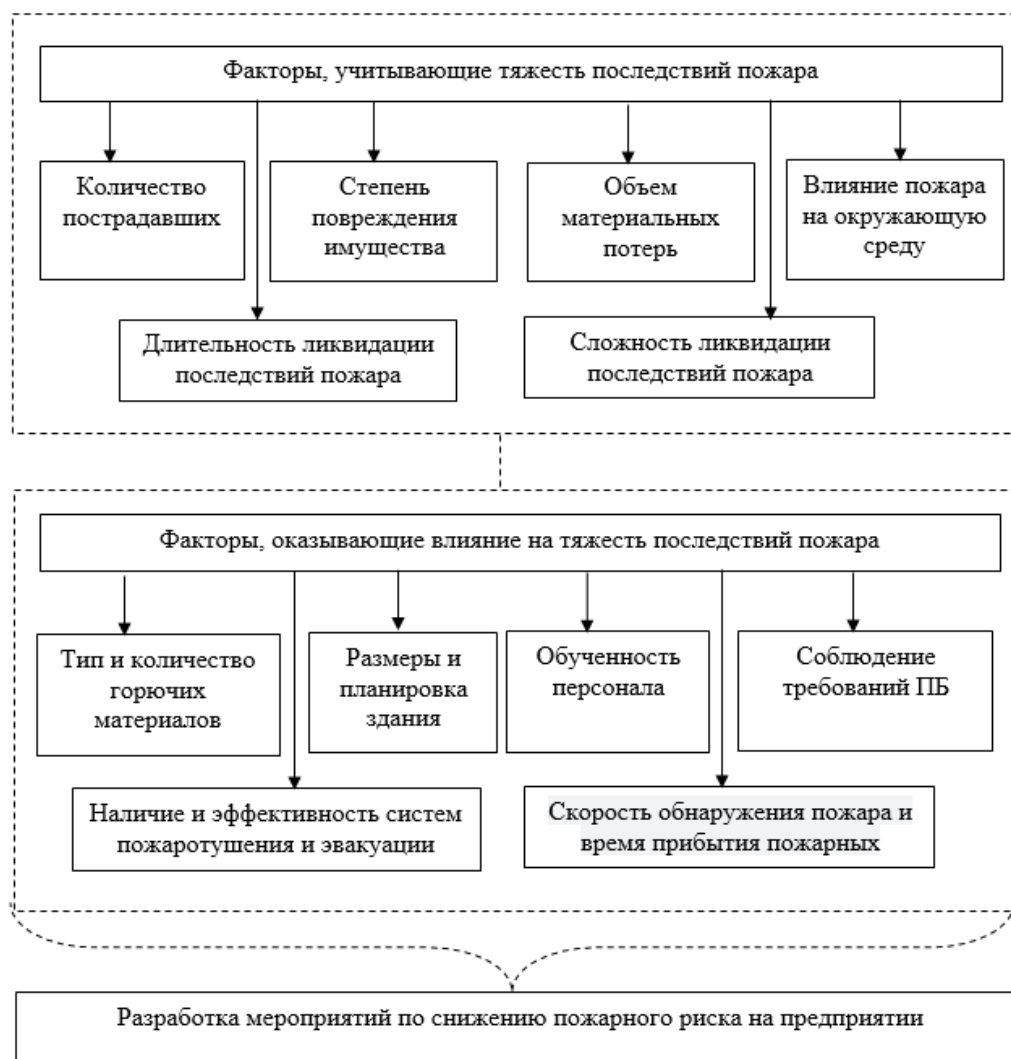 Факторы, учитывающие тяжесть последствий пожара
Количество
пострадавших
Степень
повреждения
имущества
Объем
материальных
потерь
Влияние пожара
на окружающую
среду
Длительность ликвидации
последствий пожара
Сложность ликвидации
последствий пожара
Факторы, оказывающие влияние на тяжесть последствий пожара
Тип и количество
горючих
материалов
Размеры и
планировка
здания
Обученность
персонала
Соблюдение
требований ПБ
Наличие и эффективность систем
пожаротушения и эвакуации
Скорость обнаружения пожара и
время прибытия пожарных
Разработка мероприятий по снижению пожарного риска на предприятии